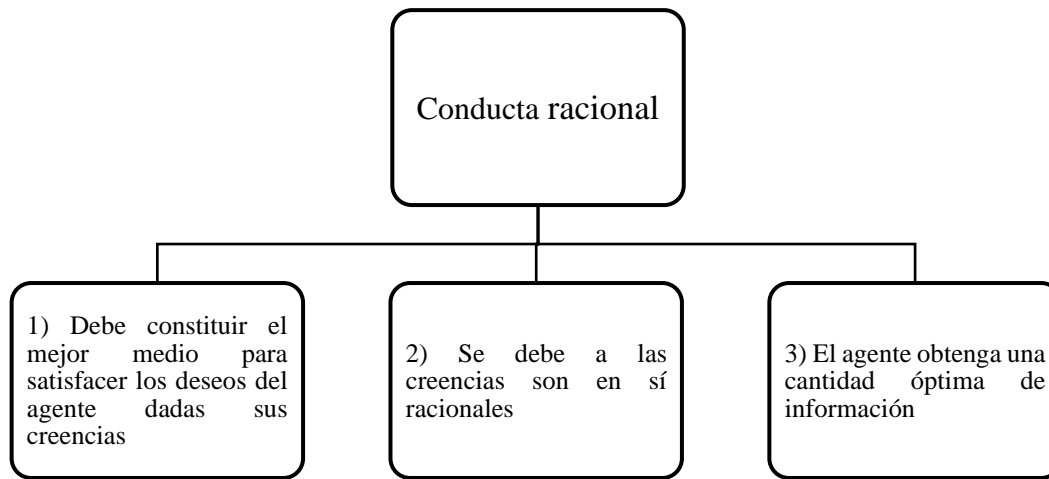 Conducta racional
1) Debe constituir el
mejor medio para
satisfacer los deseos del
agente dadas sus
creencias
2) Se debe a las
creencias son en sí
racionales
3) El agente obtenga una
cantidad óptima de
información